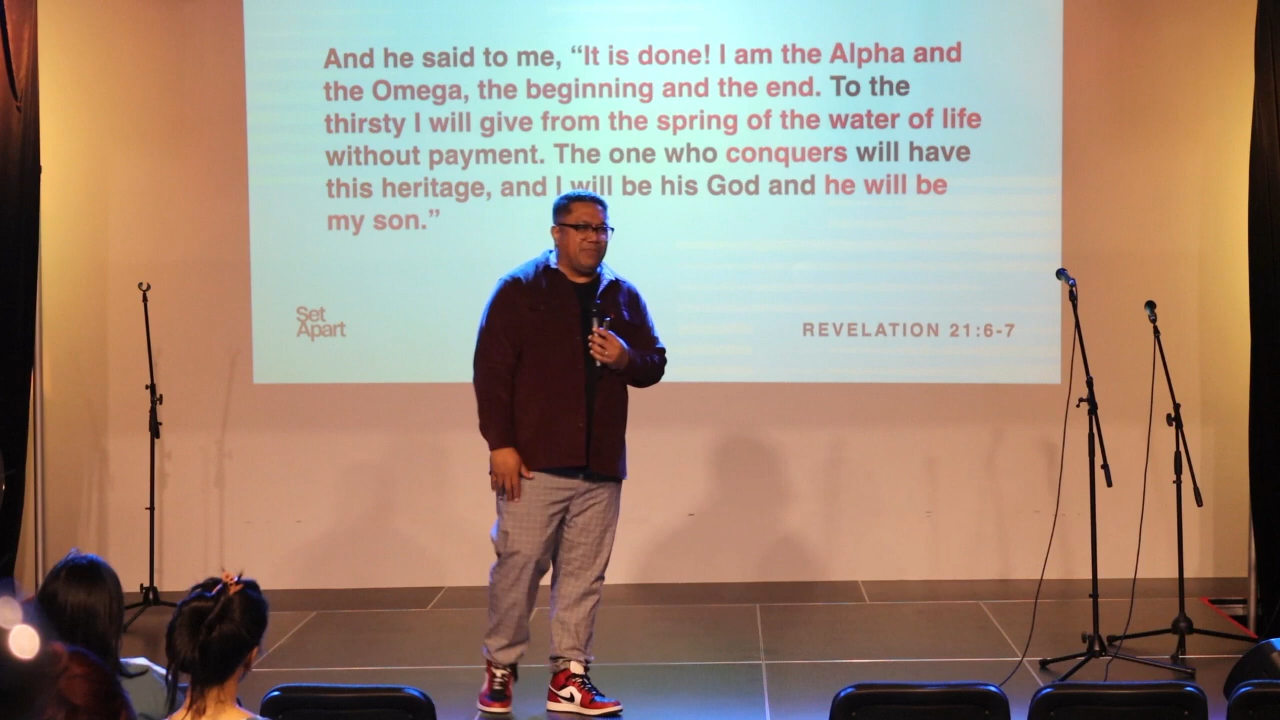 And he said to me, “It is done! I am the Alpha and
the Omega, the beginning and the end. To the
thirsty I will give from the spring of the water of life
without payment. The one who conquers will have
this heritage, and I will be his God and he will be
my son.”
Set
Apart
REVELATION 21:6-7